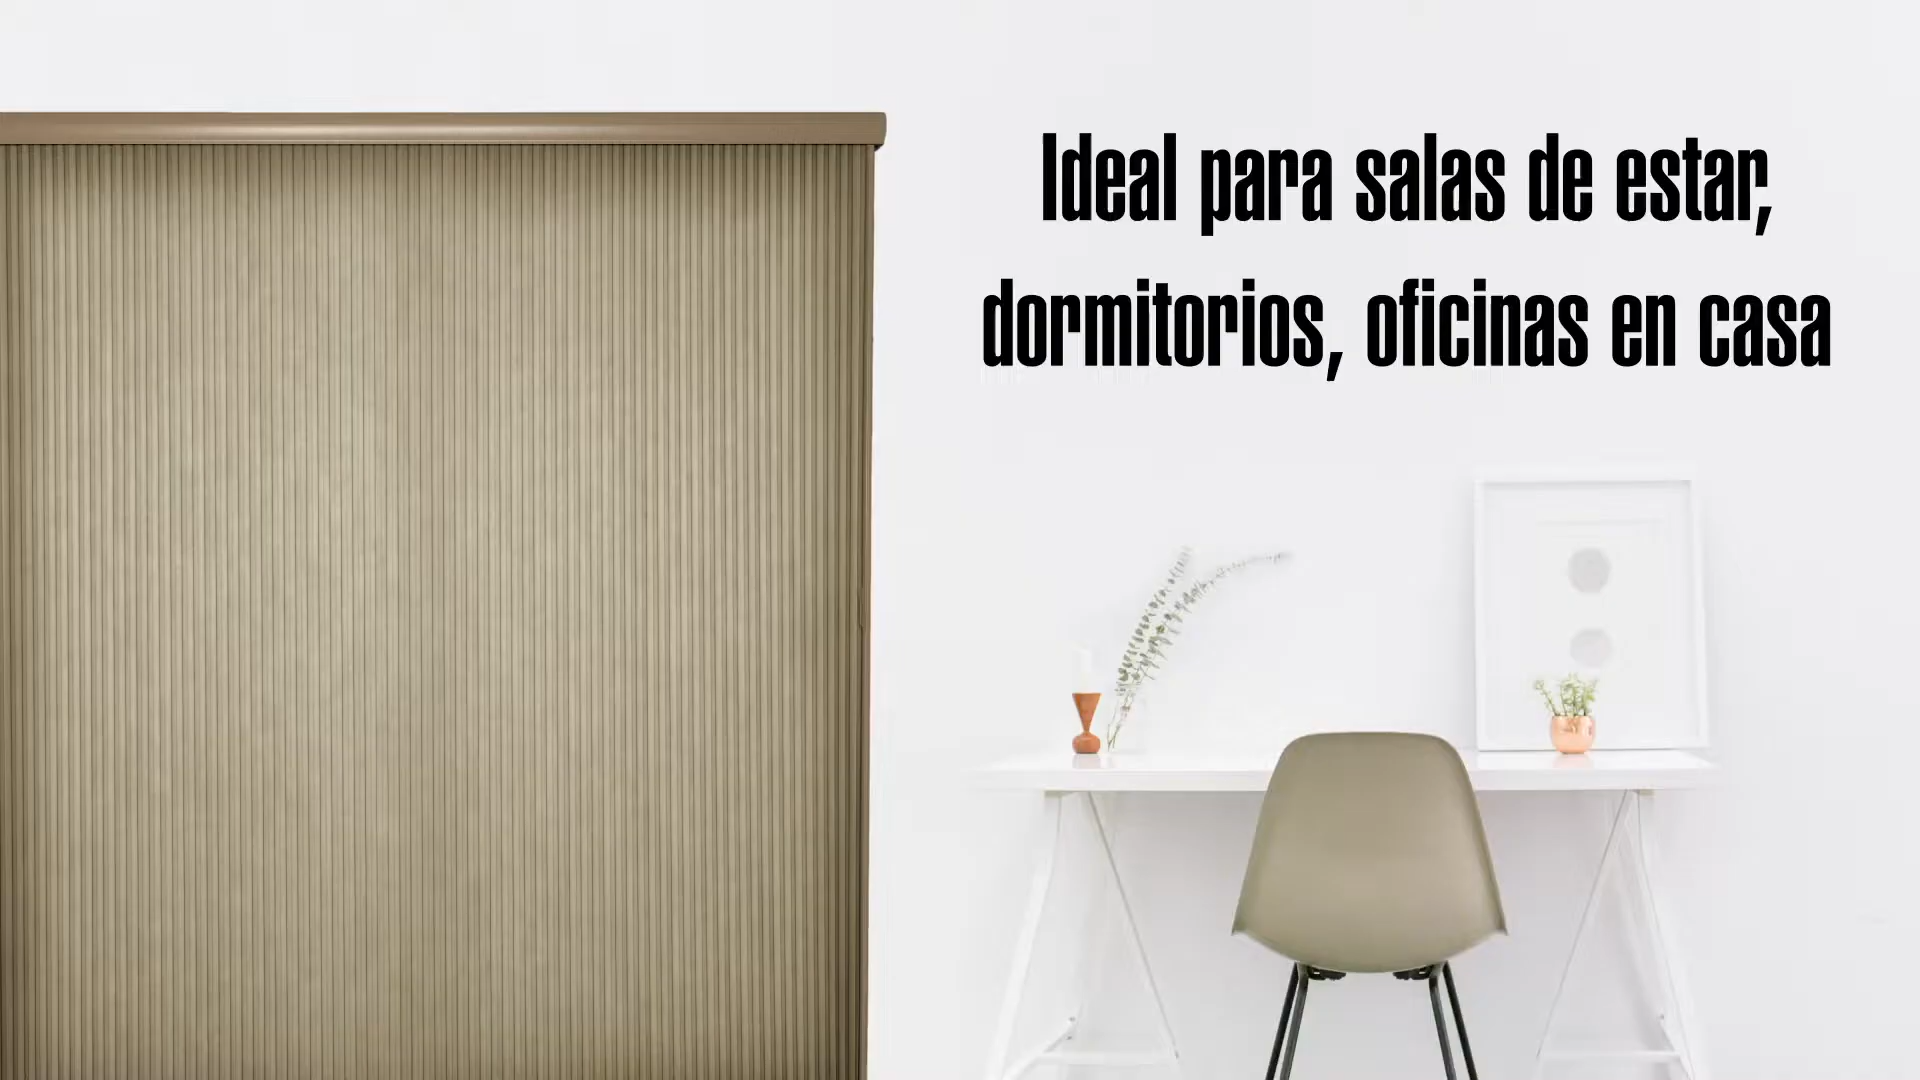 Ideal para salas de estar,
dormitorios, oficinas en casa